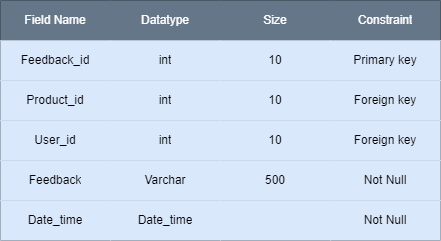 Field Name Datatype Size Constraint
Feedback_id int 10 Primary key
Product_id int 10 Foreign key
User_id int 10 Foreign key
Feedback Varchar 500 Not Null
Date_time Date_time Not Null